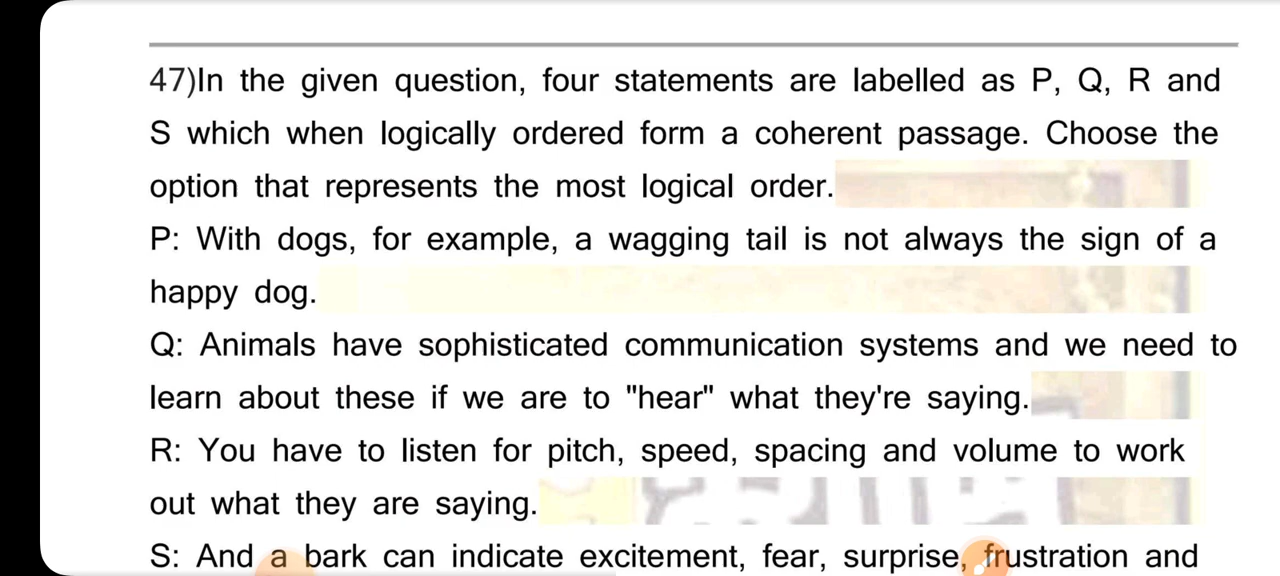 47)In the given question, four statements are labelled as P, Q, R and
S which when logically ordered form a coherent passage. Choose the
option that represents the most logical order.
P: With dogs, for example, a wagging tail is not always the sign of a
happy dog.
Q: Animals have sophisticated communication systems and we need to
learn about these if we are to "hear" what they're saying.
R: You have to listen for pitch, speed, spacing and volume to work
out what they are saying.
S: And a bark can indicate excitement, fear, surprise, frustration and